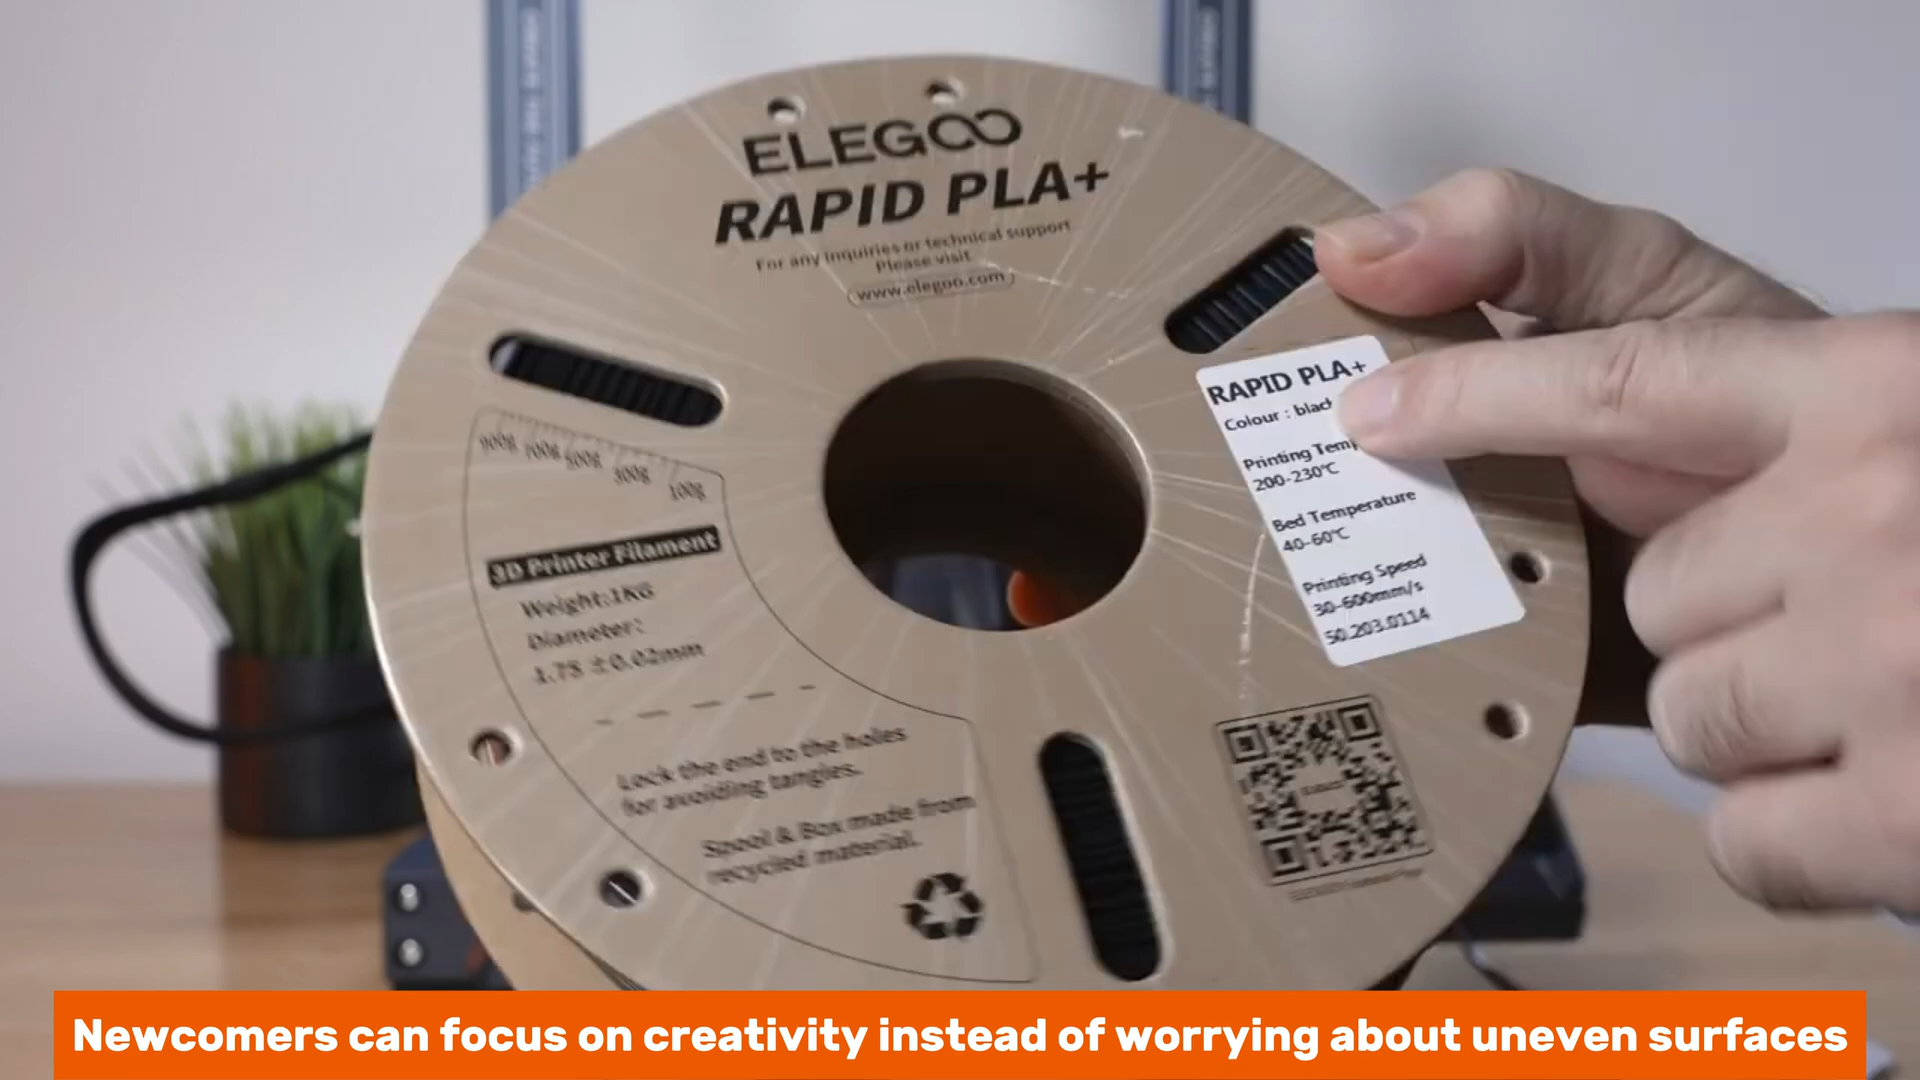 ELEGOO
RAPID PLA+
For any inquiries or technical support
Please visit
www.elegoo.com
RAPID PLA+
Colour : black
Printing Temp
200-230℃
Bed Temperature
40-60℃
Printing Speed
30-600mm/s
50.203.0114
900g 700g 400g 300g 100g
3D Printer Filament
Weight:1KG
Diameter:
1.75 ±0.02mm
Lock the end to the holes
for avoiding tangles.
Spool & Box made from
recycled material.
Newcomers can focus on creativity instead of worrying about uneven surfaces